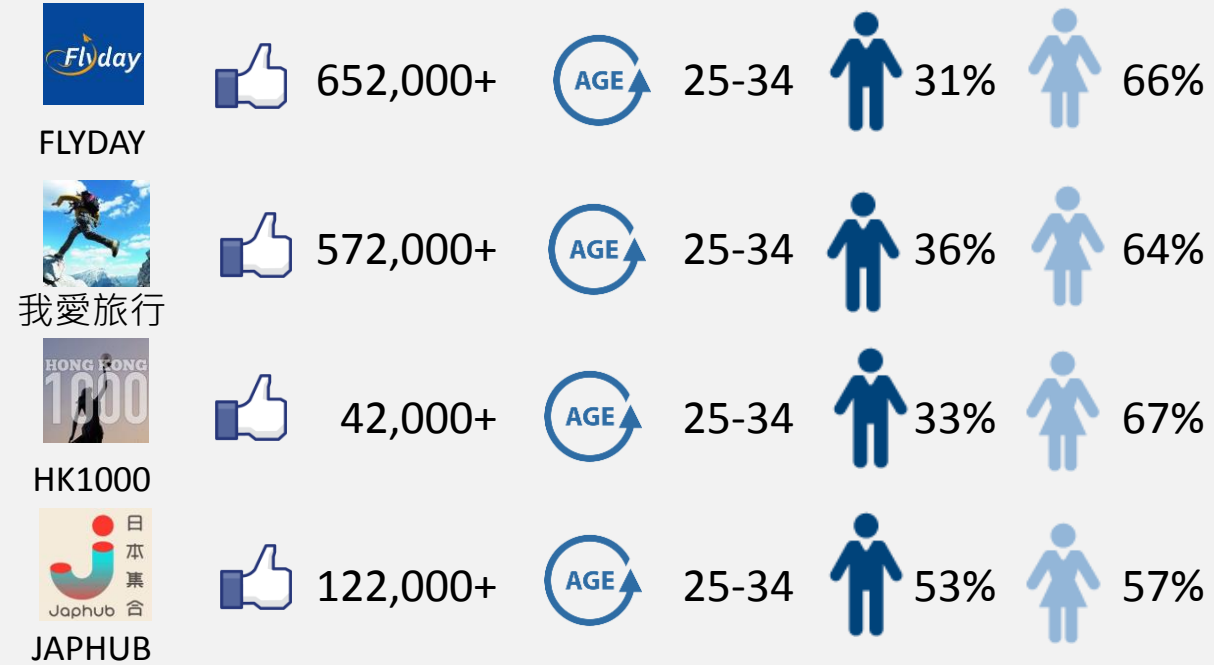 Flyday
FLYDAY
652,000+ AGE 25-34 31% 66%
我愛旅行
572,000+ AGE 25-34 36% 64%
HONG KONG
1000
HK1000
42,000+ AGE 25-34 33% 67%
日本集合
Japhub
JAPHUB
122,000+ AGE 25-34 53% 57%